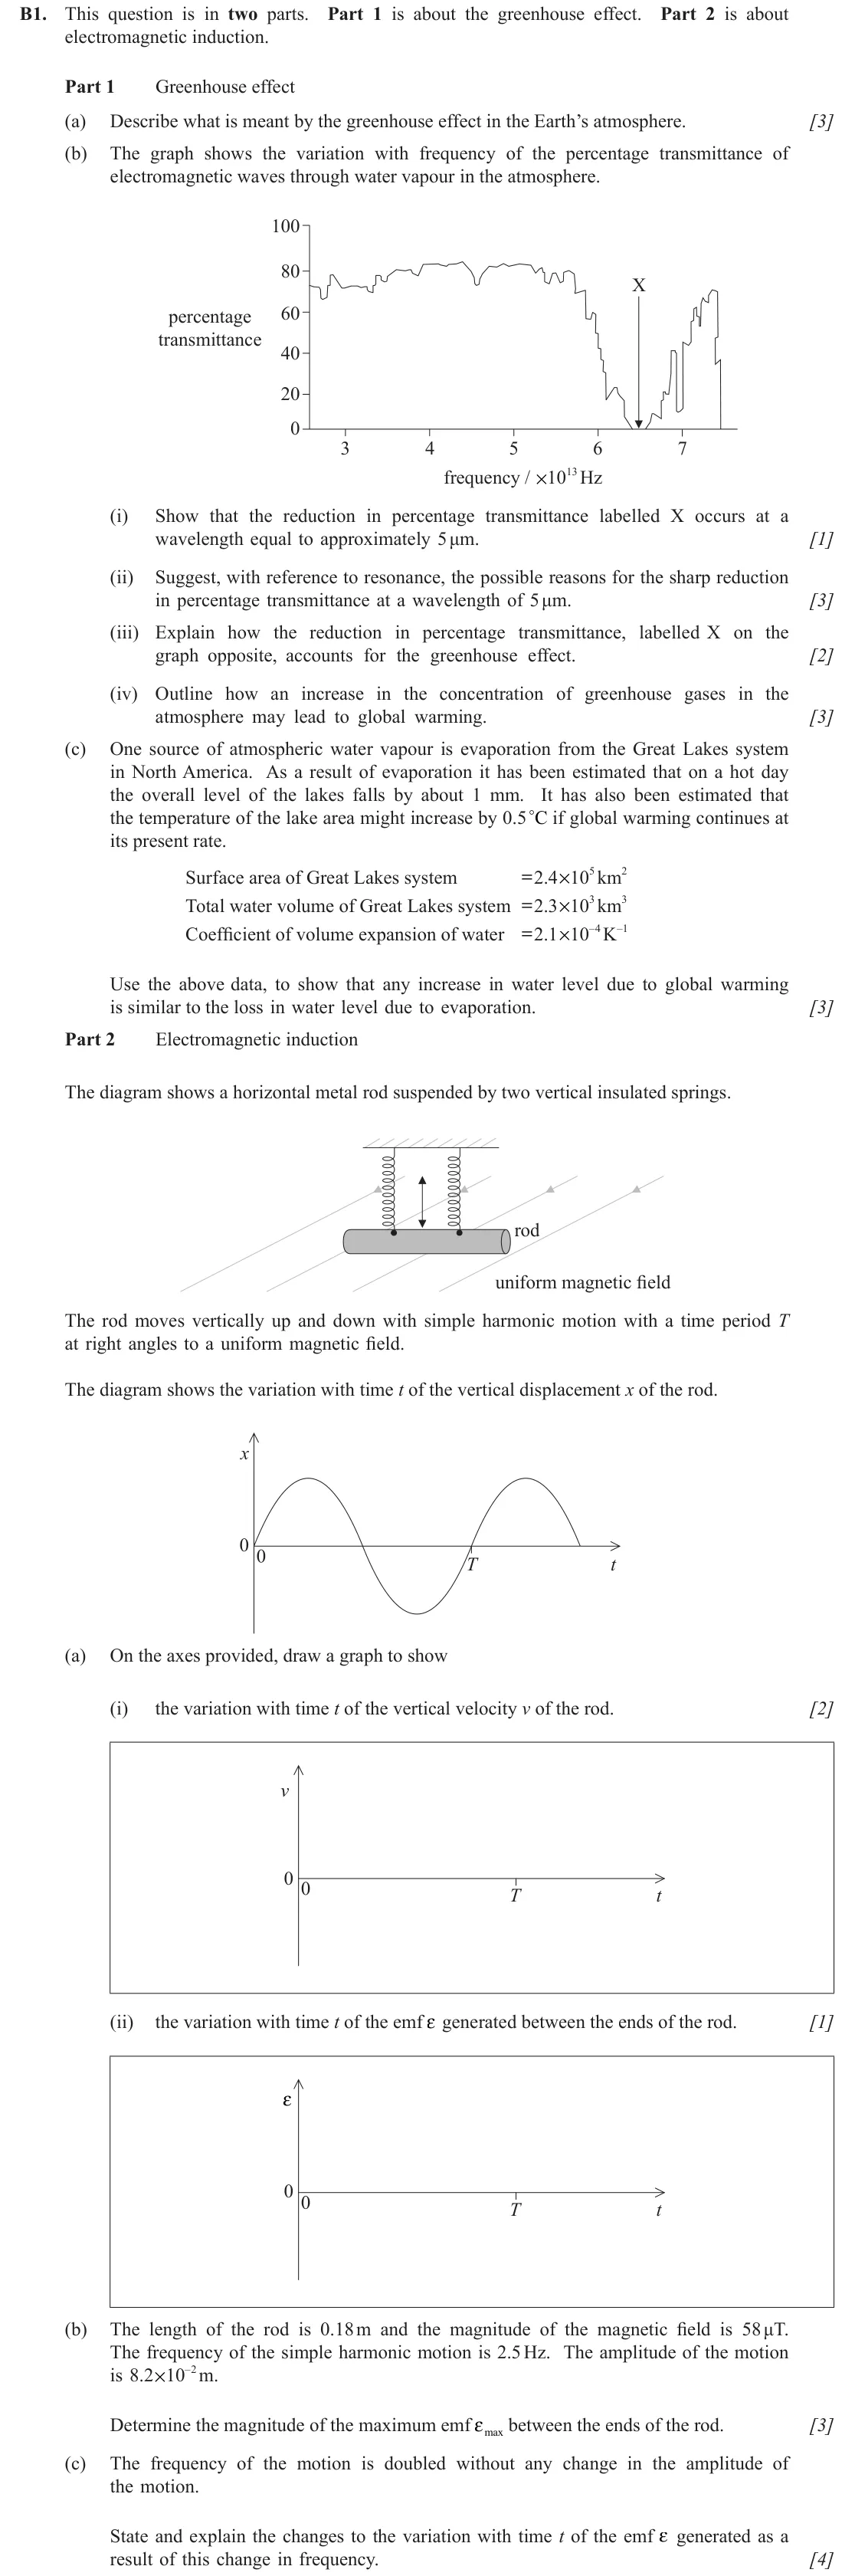 B1. This question is in two parts. Part 1 is about the greenhouse effect. Part 2 is about
electromagnetic induction.
Part 1 Greenhouse effect
(a) Describe what is meant by the greenhouse effect in the Earth's atmosphere. [3]
(b) The graph shows the variation with frequency of the percentage transmittance of
electromagnetic waves through water vapour in the atmosphere.
100
80
60
40
20
0
percentage
transmittance
X
3 4 5 6 7
frequency / ×10¹³ Hz
(i) Show that the reduction in percentage transmittance labelled X occurs at a
wavelength equal to approximately 5 μm. [1]
(ii) Suggest, with reference to resonance, the possible reasons for the sharp reduction
in percentage transmittance at a wavelength of 5 μm. [3]
(iii) Explain how the reduction in percentage transmittance, labelled X on the
graph opposite, accounts for the greenhouse effect. [2]
(iv) Outline how an increase in the concentration of greenhouse gases in the
atmosphere may lead to global warming. [3]
(c) One source of atmospheric water vapour is evaporation from the Great Lakes system
in North America. As a result of evaporation it has been estimated that on a hot day
the overall level of the lakes falls by about 1 mm. It has also been estimated that
the temperature of the lake area might increase by 0.5 °C if global warming continues at
its present rate.
Surface area of Great Lakes system =2.4×10⁵ km²
Total water volume of Great Lakes system =2.3×10³ km³
Coefficient of volume expansion of water =2.1×10⁻⁴ K⁻¹
Use the above data, to show that any increase in water level due to global warming
is similar to the loss in water level due to evaporation. [3]
Part 2 Electromagnetic induction
The diagram shows a horizontal metal rod suspended by two vertical insulated springs.
rod
uniform magnetic field
The rod moves vertically up and down with simple harmonic motion with a time period T
at right angles to a uniform magnetic field.
The diagram shows the variation with time t of the vertical displacement x of the rod.
x
0
0
T
t
(a) On the axes provided, draw a graph to show
(i) the variation with time t of the vertical velocity v of the rod. [2]
v
0
0
T
t
(ii) the variation with time t of the emf ε generated between the ends of the rod. [1]
ε
0
0
T
t
(b) The length of the rod is 0.18 m and the magnitude of the magnetic field is 58 μT.
The frequency of the simple harmonic motion is 2.5 Hz. The amplitude of the motion
is 8.2×10⁻² m.
Determine the magnitude of the maximum emf ε max between the ends of the rod. [3]
(c) The frequency of the motion is doubled without any change in the amplitude of
the motion.
State and explain the changes to the variation with time t of the emf ε generated as a
result of this change in frequency. [4]